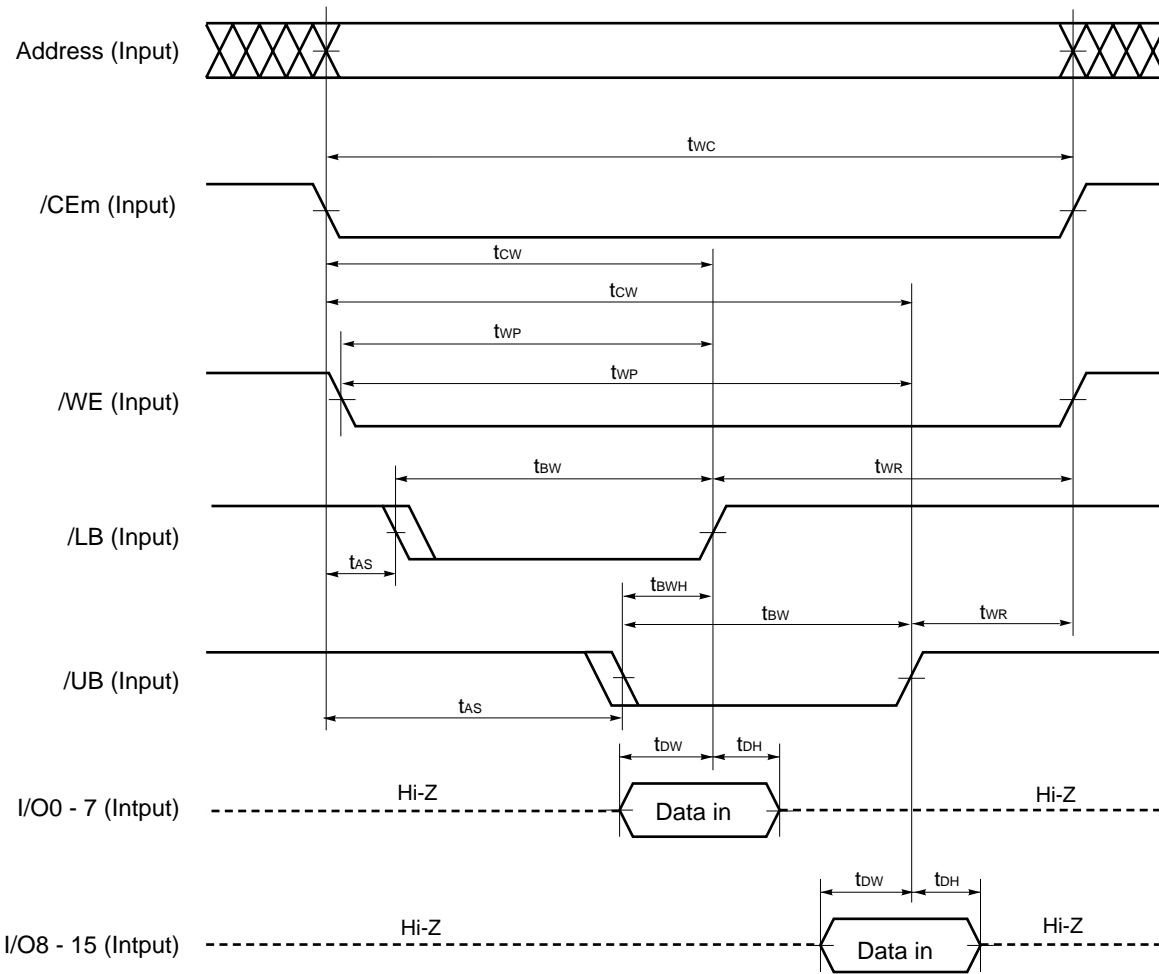 Address (Input)
tWC
/CEm (Input)
tCW
tCW
tWP
tWP
/WE (Input)
tBW
tWR
/LB (Input)
tAS
tBWH
tBW
tWR
/UB (Input)
tAS
tDW
tDH
Hi-Z
Hi-Z
I/O0 - 7 (Intput)
Data in
tDW
tDH
Hi-Z
Hi-Z
I/O8 - 15 (Intput)
Data in